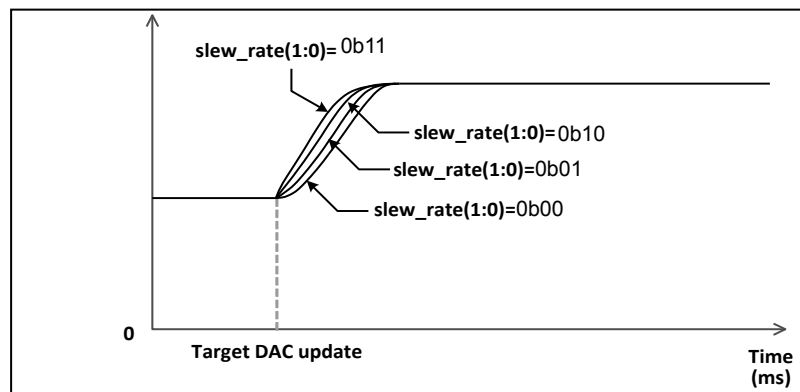 slew_rate(1:0)= 0b11
slew_rate(1:0)=0b10
slew_rate(1:0)=0b01
slew_rate(1:0)=0b00
0
Target DAC update
Time
(ms)